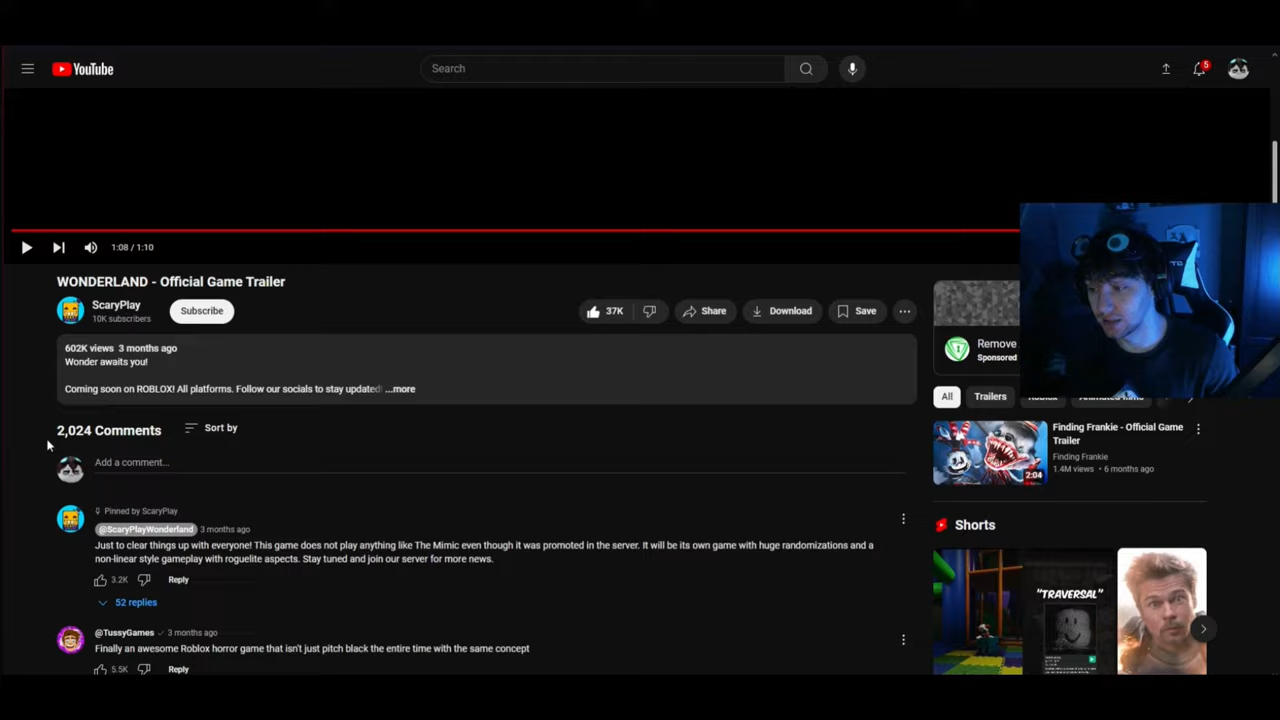 YouTube
Search
5
1:08 / 1:10
WONDERLAND - Official Game Trailer
ScaryPlay
10K subscribers
Subscribe
37K
Share
Download
Save
602K views 3 months ago
Wonder awaits you!
Coming soon on ROBLOX! All platforms. Follow our socials to stay updated! ...more
2,024 Comments
Sort by
Add a comment...
Pinned by ScaryPlay
@ScaryPlayWonderland 3 months ago
Just to clear things up with everyone! This game does not play anything like The Mimic even though it was promoted in the server. It will be its own game with huge randomizations and a
non-linear style gameplay with roguelite aspects. Stay tuned and join our server for more news.
3.2K
Reply
52 replies
@TussyGames 3 months ago
Finally an awesome Roblox horror game that isn't just pitch black the entire time with the same concept
5.5K
Reply
Remove
Sponsored
All
Trailers
Roblox
Finding Frankie - Official Game
Trailer
Finding Frankie
1.4M views • 6 months ago
2:04
Shorts
"TRAVERSAL"